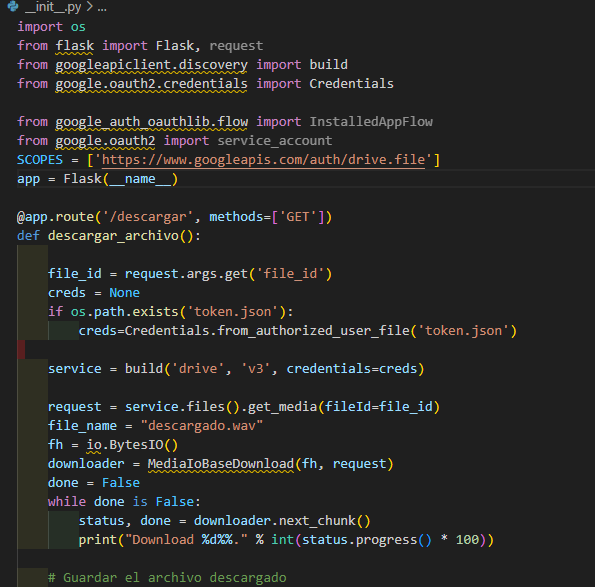 __init__.py > ...
import os
from flask import Flask, request
from googleapiclient.discovery import build
from google.oauth2.credentials import Credentials

from google_auth_oauthlib.flow import InstalledAppFlow
from google.oauth2 import service_account
SCOPES = ['https://www.googleapis.com/auth/drive.file']
app = Flask(__name__)

@app.route('/descargar', methods=['GET'])
def descargar_archivo():

    file_id = request.args.get('file_id')
    creds = None
    if os.path.exists('token.json'):
        creds=Credentials.from_authorized_user_file('token.json')

    service = build('drive', 'v3', credentials=creds)

    request = service.files().get_media(fileId=file_id)
    file_name = "descargado.wav"
    fh = io.BytesIO()
    downloader = MediaIoBaseDownload(fh, request)
    done = False
    while done is False:
        status, done = downloader.next_chunk()
        print("Download %d%%." % int(status.progress() * 100))

    # Guardar el archivo descargado